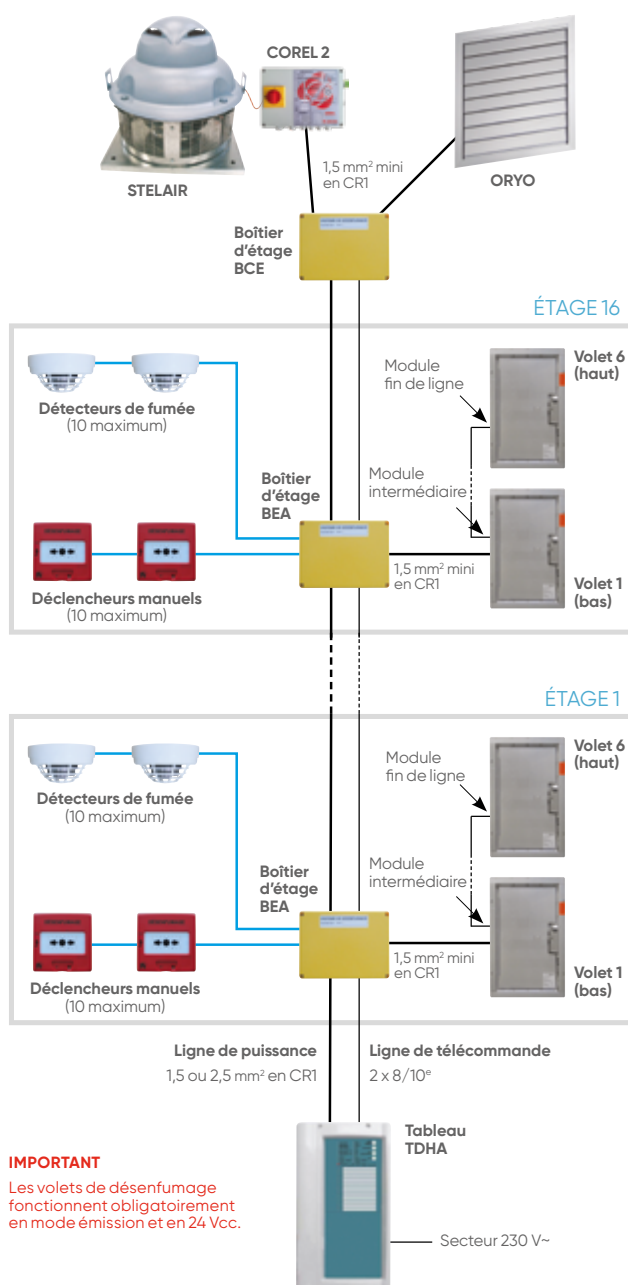 COREL 2
STELAIR
1,5 mm² mini
en CR1
ORYO
Boîtier
d'étage
BCE
ÉTAGE 16
Détecteurs de fumée
(10 maximum)
Module
fin de ligne
Volet 6
(haut)
Boîtier
d'étage
BEA
Module
intermédiaire
Déclencheurs manuels
(10 maximum)
1,5 mm² mini
en CR1
Volet 1
(bas)
ÉTAGE 1
Détecteurs de fumée
(10 maximum)
Module
fin de ligne
Volet 6
(haut)
Boîtier
d'étage
BEA
Module
intermédiaire
Déclencheurs manuels
(10 maximum)
1,5 mm² mini
en CR1
Volet 1
(bas)
Ligne de puissance
1,5 ou 2,5 mm² en CR1
Ligne de télécommande
2 x 8/10e
Tableau
TDHA
IMPORTANT
Les volets de désenfumage
fonctionnent obligatoirement
en mode émission et en 24 Vcc.
Secteur 230 V~